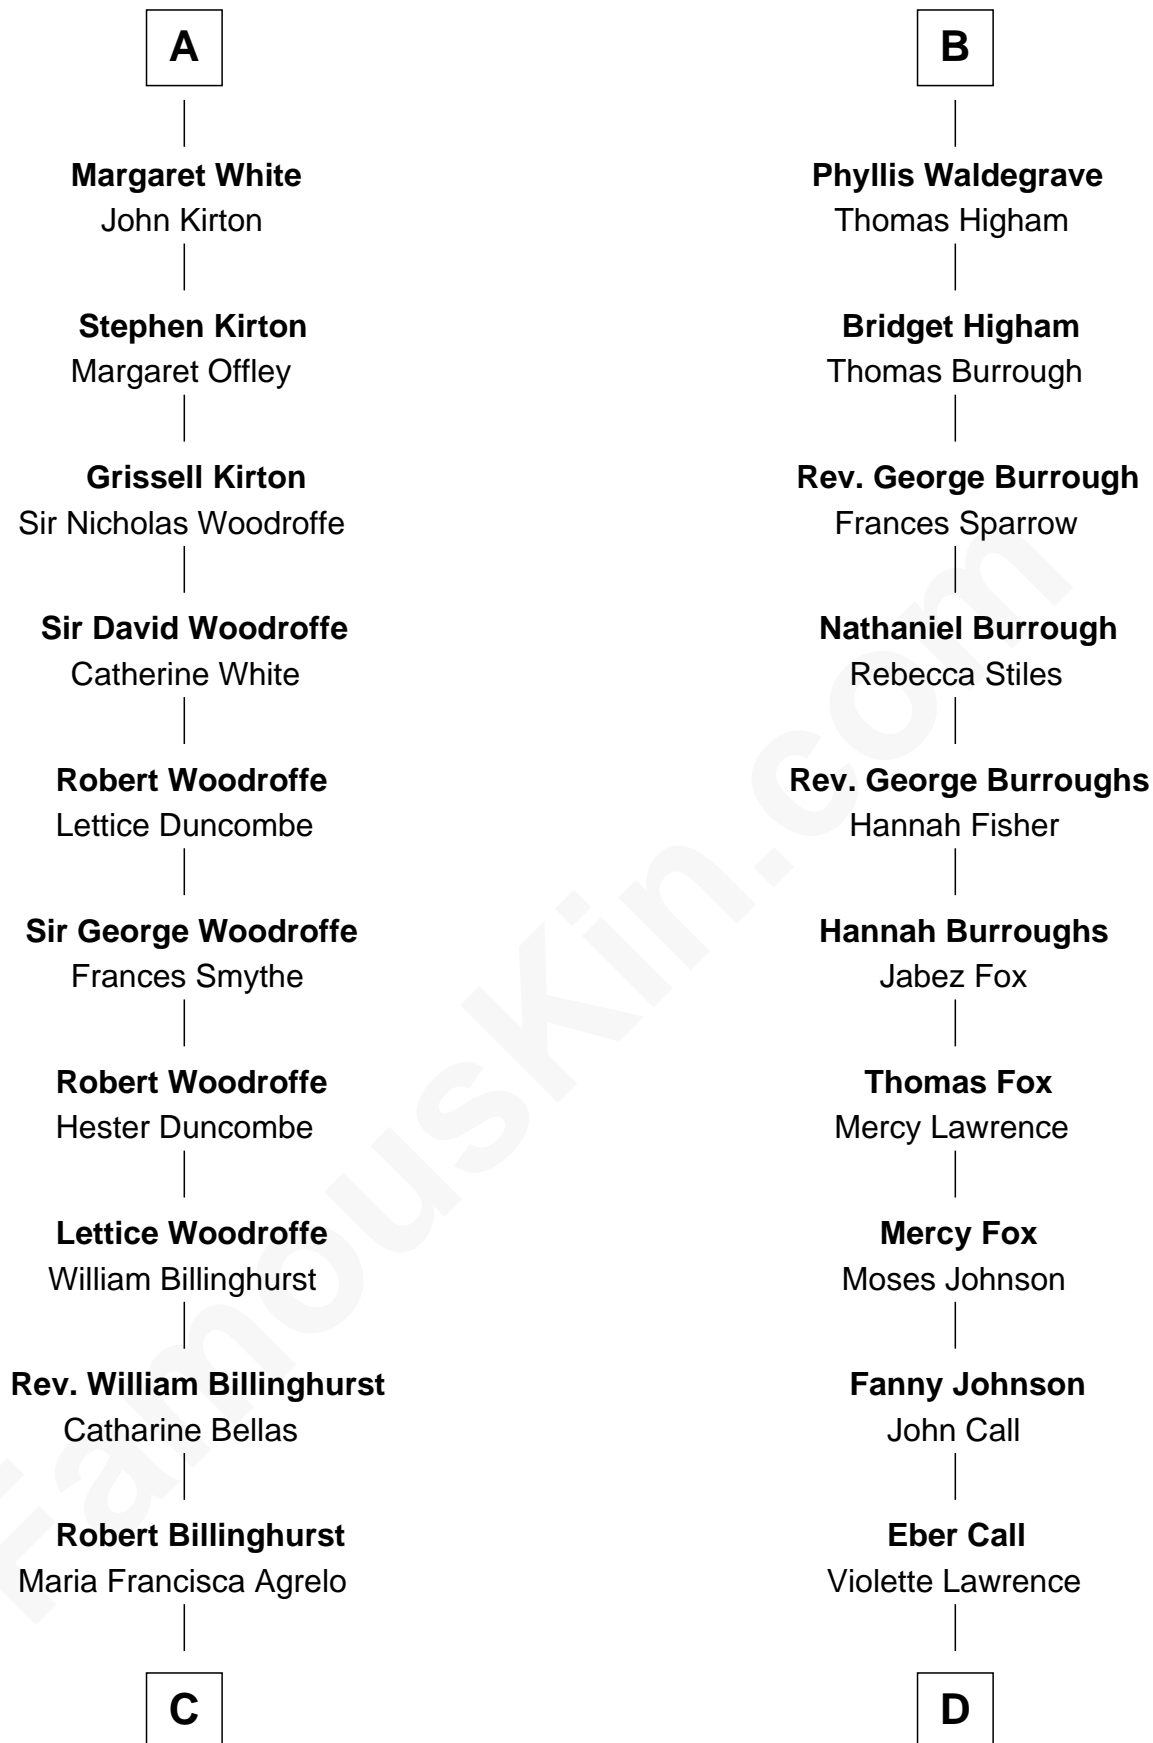 A
Margaret White
John Kirton
Stephen Kirton
Margaret Offley
Grissell Kirton
Sir Nicholas Woodroffe
Sir David Woodroffe
Catherine White
Robert Woodroffe
Lettice Duncombe
Sir George Woodroffe
Frances Smythe
Robert Woodroffe
Hester Duncombe
Lettice Woodroffe
William Billinghurst
Rev. William Billinghurst
Catharine Bellas
Robert Billinghurst
Maria Francisca Agrelo
C
B
Phyllis Waldegrave
Thomas Higham
Bridget Higham
Thomas Burrough
Rev. George Burrough
Frances Sparrow
Nathaniel Burrough
Rebecca Stiles
Rev. George Burroughs
Hannah Fisher
Hannah Burroughs
Jabez Fox
Thomas Fox
Mercy Lawrence
Mercy Fox
Moses Johnson
Fanny Johnson
John Call
Eber Call
Violette Lawrence
D
FamousKin.com